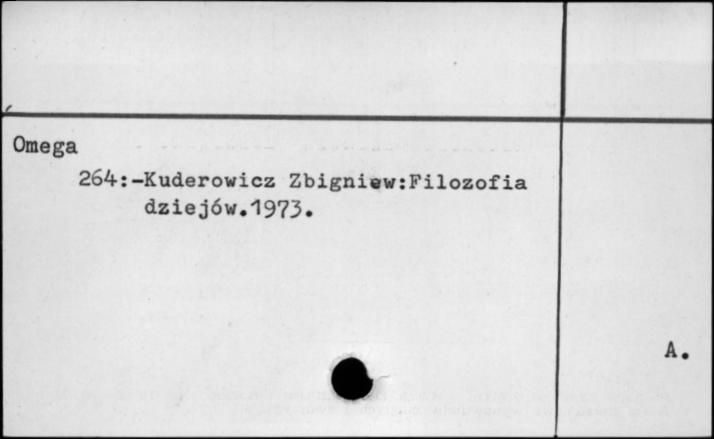 Omega
264:-Kuderowicz Zbigniew:Filozofia
dziejów.1973.
A.